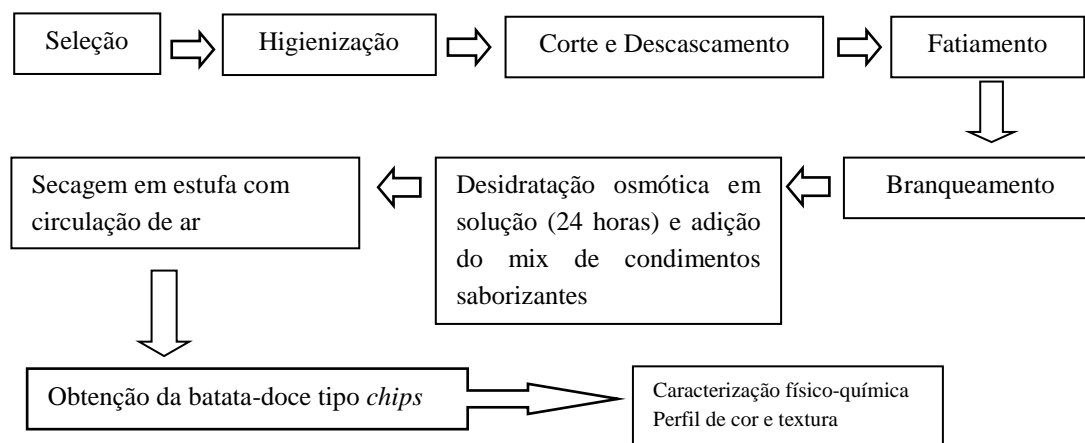 Seleção
Higienização
Corte e Descascamento
Fatiamento
Branqueamento
Desidratação osmótica em
solução (24 horas) e adição
do mix de condimentos
saborizantes
Secagem em estufa com
circulação de ar
Obtenção da batata-doce tipo chips
Caracterização físico-química
Perfil de cor e textura